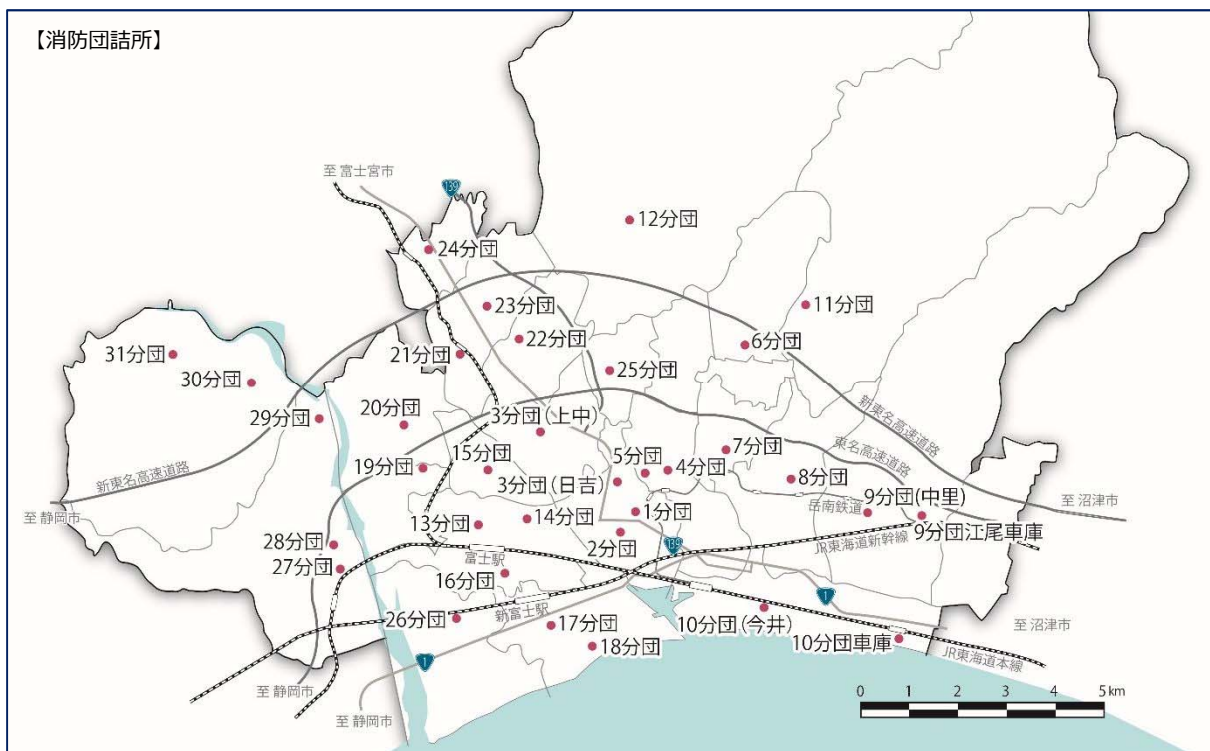 【消防団詰所】
至 富士宮市
139
12分団
24分団
23分団
11分団
22分団
6分団
31分団
21分団
25分団
30分団
29分団
20分団
3分団(上中)
新東名高速道路
東名高速道路
7分団
19分団
15分団
5分団
4分団
8分団
新東名高速道路
3分団(日吉)
岳南鉄道
9分団(中里)
至 沼津市
至 静岡市
1分団
13分団
14分団
9分団江尾車庫
2分団
139
JR東海道新幹線
28分団
富士駅
27分団
16分団
1
26分団
新富士駅
17分団
10分団(今井)
至 沼津市
18分団
10分団車庫
JR東海道本線
1
至 静岡市
至 静岡市
0 1 2 3 4 5km